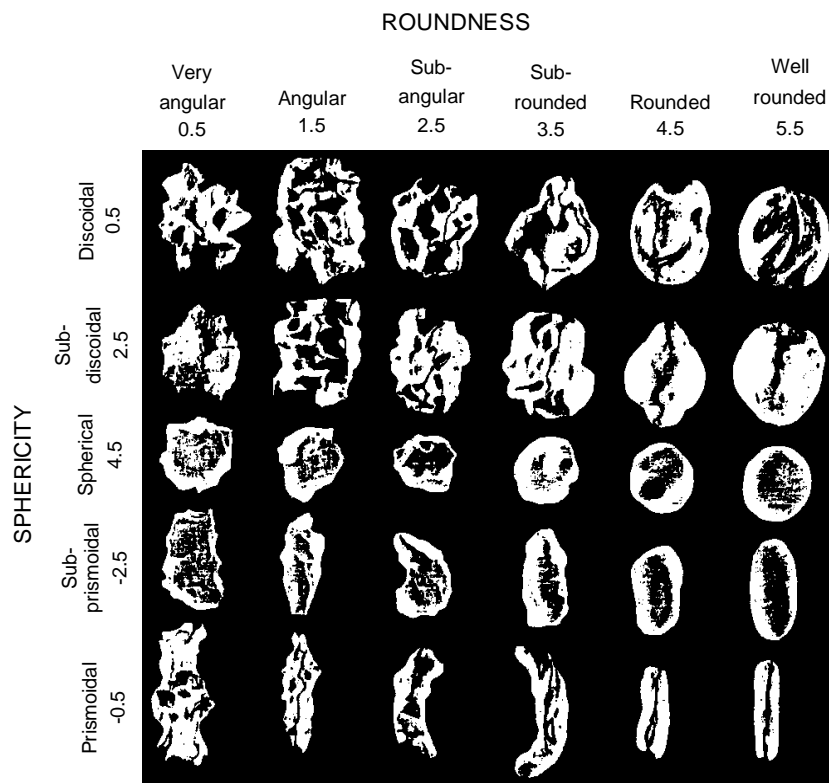 ROUNDNESS
Very
angular
0.5
Angular
1.5
Sub-
angular
2.5
Sub-
rounded
3.5
Rounded
4.5
Well
rounded
5.5
SPHERICITY
Discoidal
0.5
Sub-
discoidal
2.5
Spherical
4.5
Sub-
prismoidal
-2.5
Prismoidal
-0.5